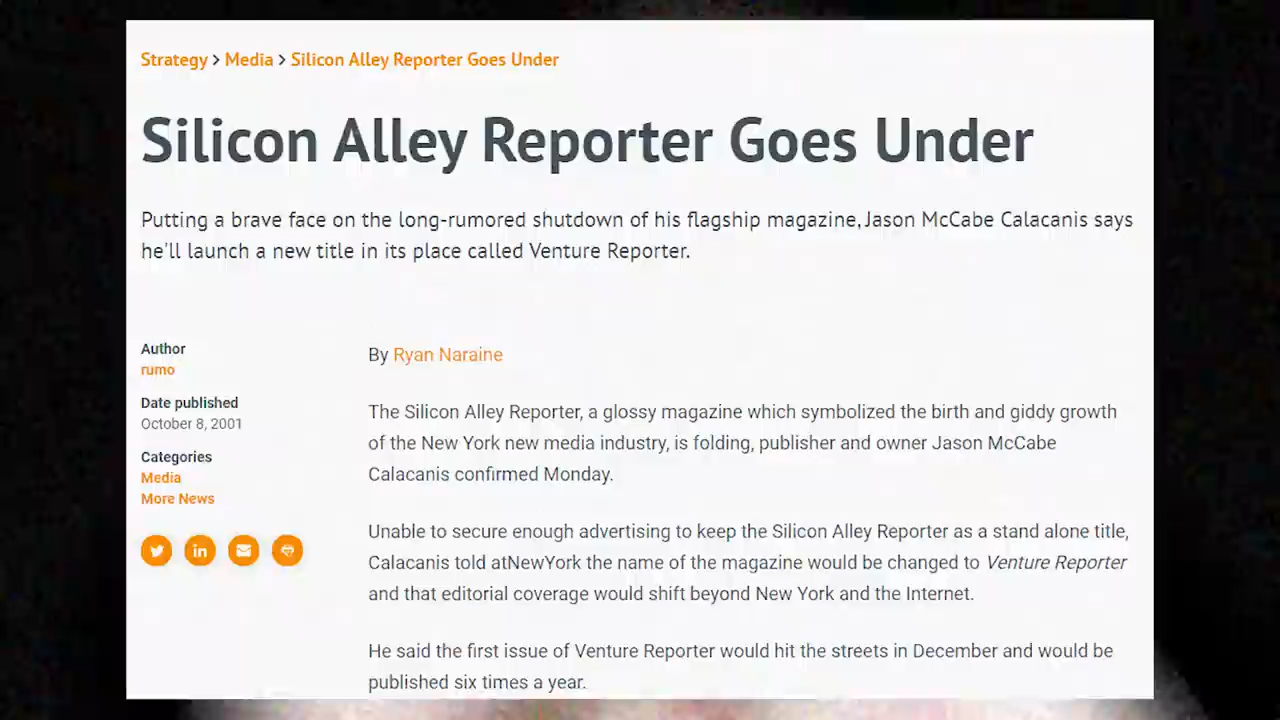 Strategy > Media > Silicon Alley Reporter Goes Under
Silicon Alley Reporter Goes Under
Putting a brave face on the long-rumored shutdown of his flagship magazine, Jason McCabe Calacanis says
he'll launch a new title in its place called Venture Reporter.
Author
rumo
Date published
October 8, 2001
Categories
Media
More News
By Ryan Naraine
The Silicon Alley Reporter, a glossy magazine which symbolized the birth and giddy growth
of the New York new media industry, is folding, publisher and owner Jason McCabe
Calacanis confirmed Monday.
Unable to secure enough advertising to keep the Silicon Alley Reporter as a stand alone title,
Calacanis told atNewYork the name of the magazine would be changed to Venture Reporter
and that editorial coverage would shift beyond New York and the Internet.
He said the first issue of Venture Reporter would hit the streets in December and would be
published six times a year.